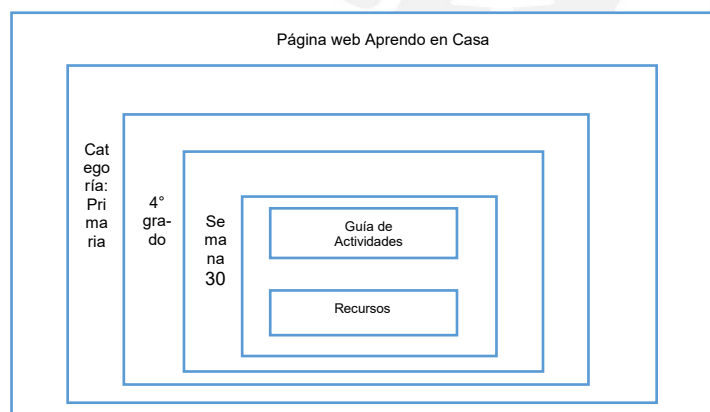 Página web Aprendo en Casa
Cat
ego
ría:
Pri
ma
ria
4°
gra-
do
Se
ma
na
30
Guía de
Actividades
Recursos